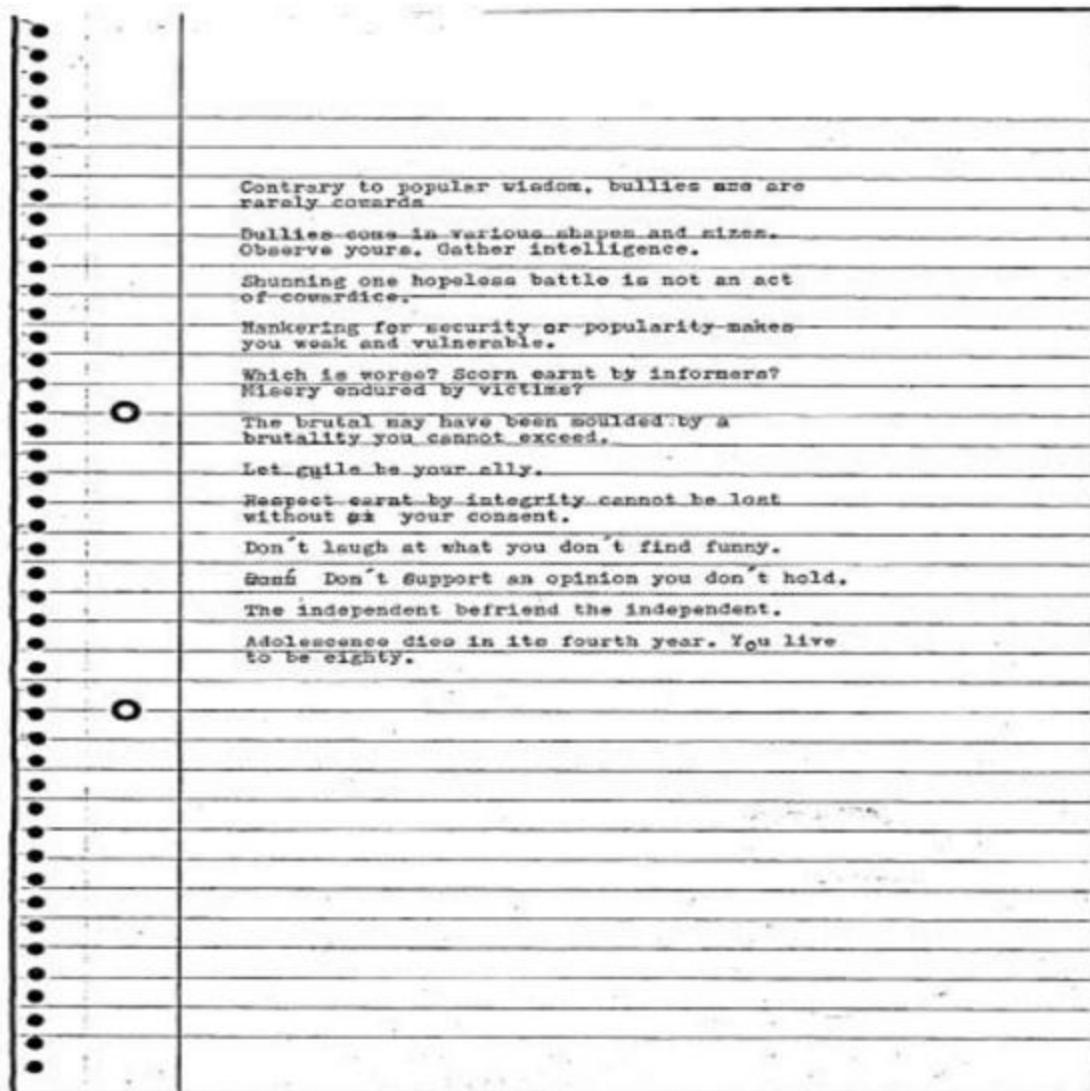 Contrary to popular wisdom, bullies are are
rarely cowards
Bullies come in various shapes and sizes.
Observe yours. Gather intelligence.
Shunning one hopeless battle is not an act
of cowardice.
Hankering for security or popularity makes
you weak and vulnerable.
Which is worse? Scorn earnt by informers?
Misery endured by victims?
The brutal may have been moulded by a
brutality you cannot exceed.
Let guile be your ally.
Respect earnt by integrity cannot be lost
without your consent.
Don´t laugh at what you don´t find funny.
Don´t support an opinion you don´t hold.
The independent befriend the independent.
Adolescence dies in its fourth year. You live
to be eighty.